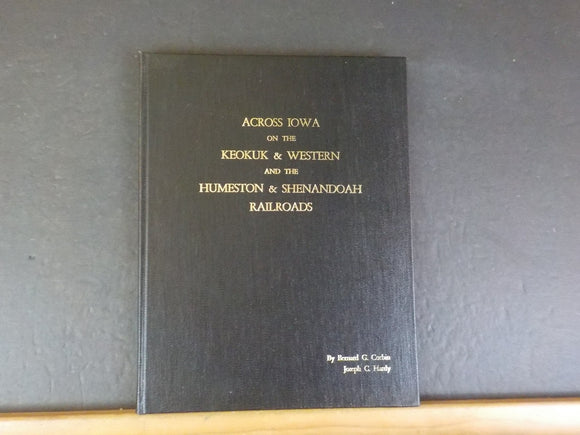 ACROSS IOWA
ON THE
KEOKUK & WESTERN
AND THE
HUMESTON & SHENANDOAH
RAILROADS
By Bernard G. Corbin
Joseph C. Hardy